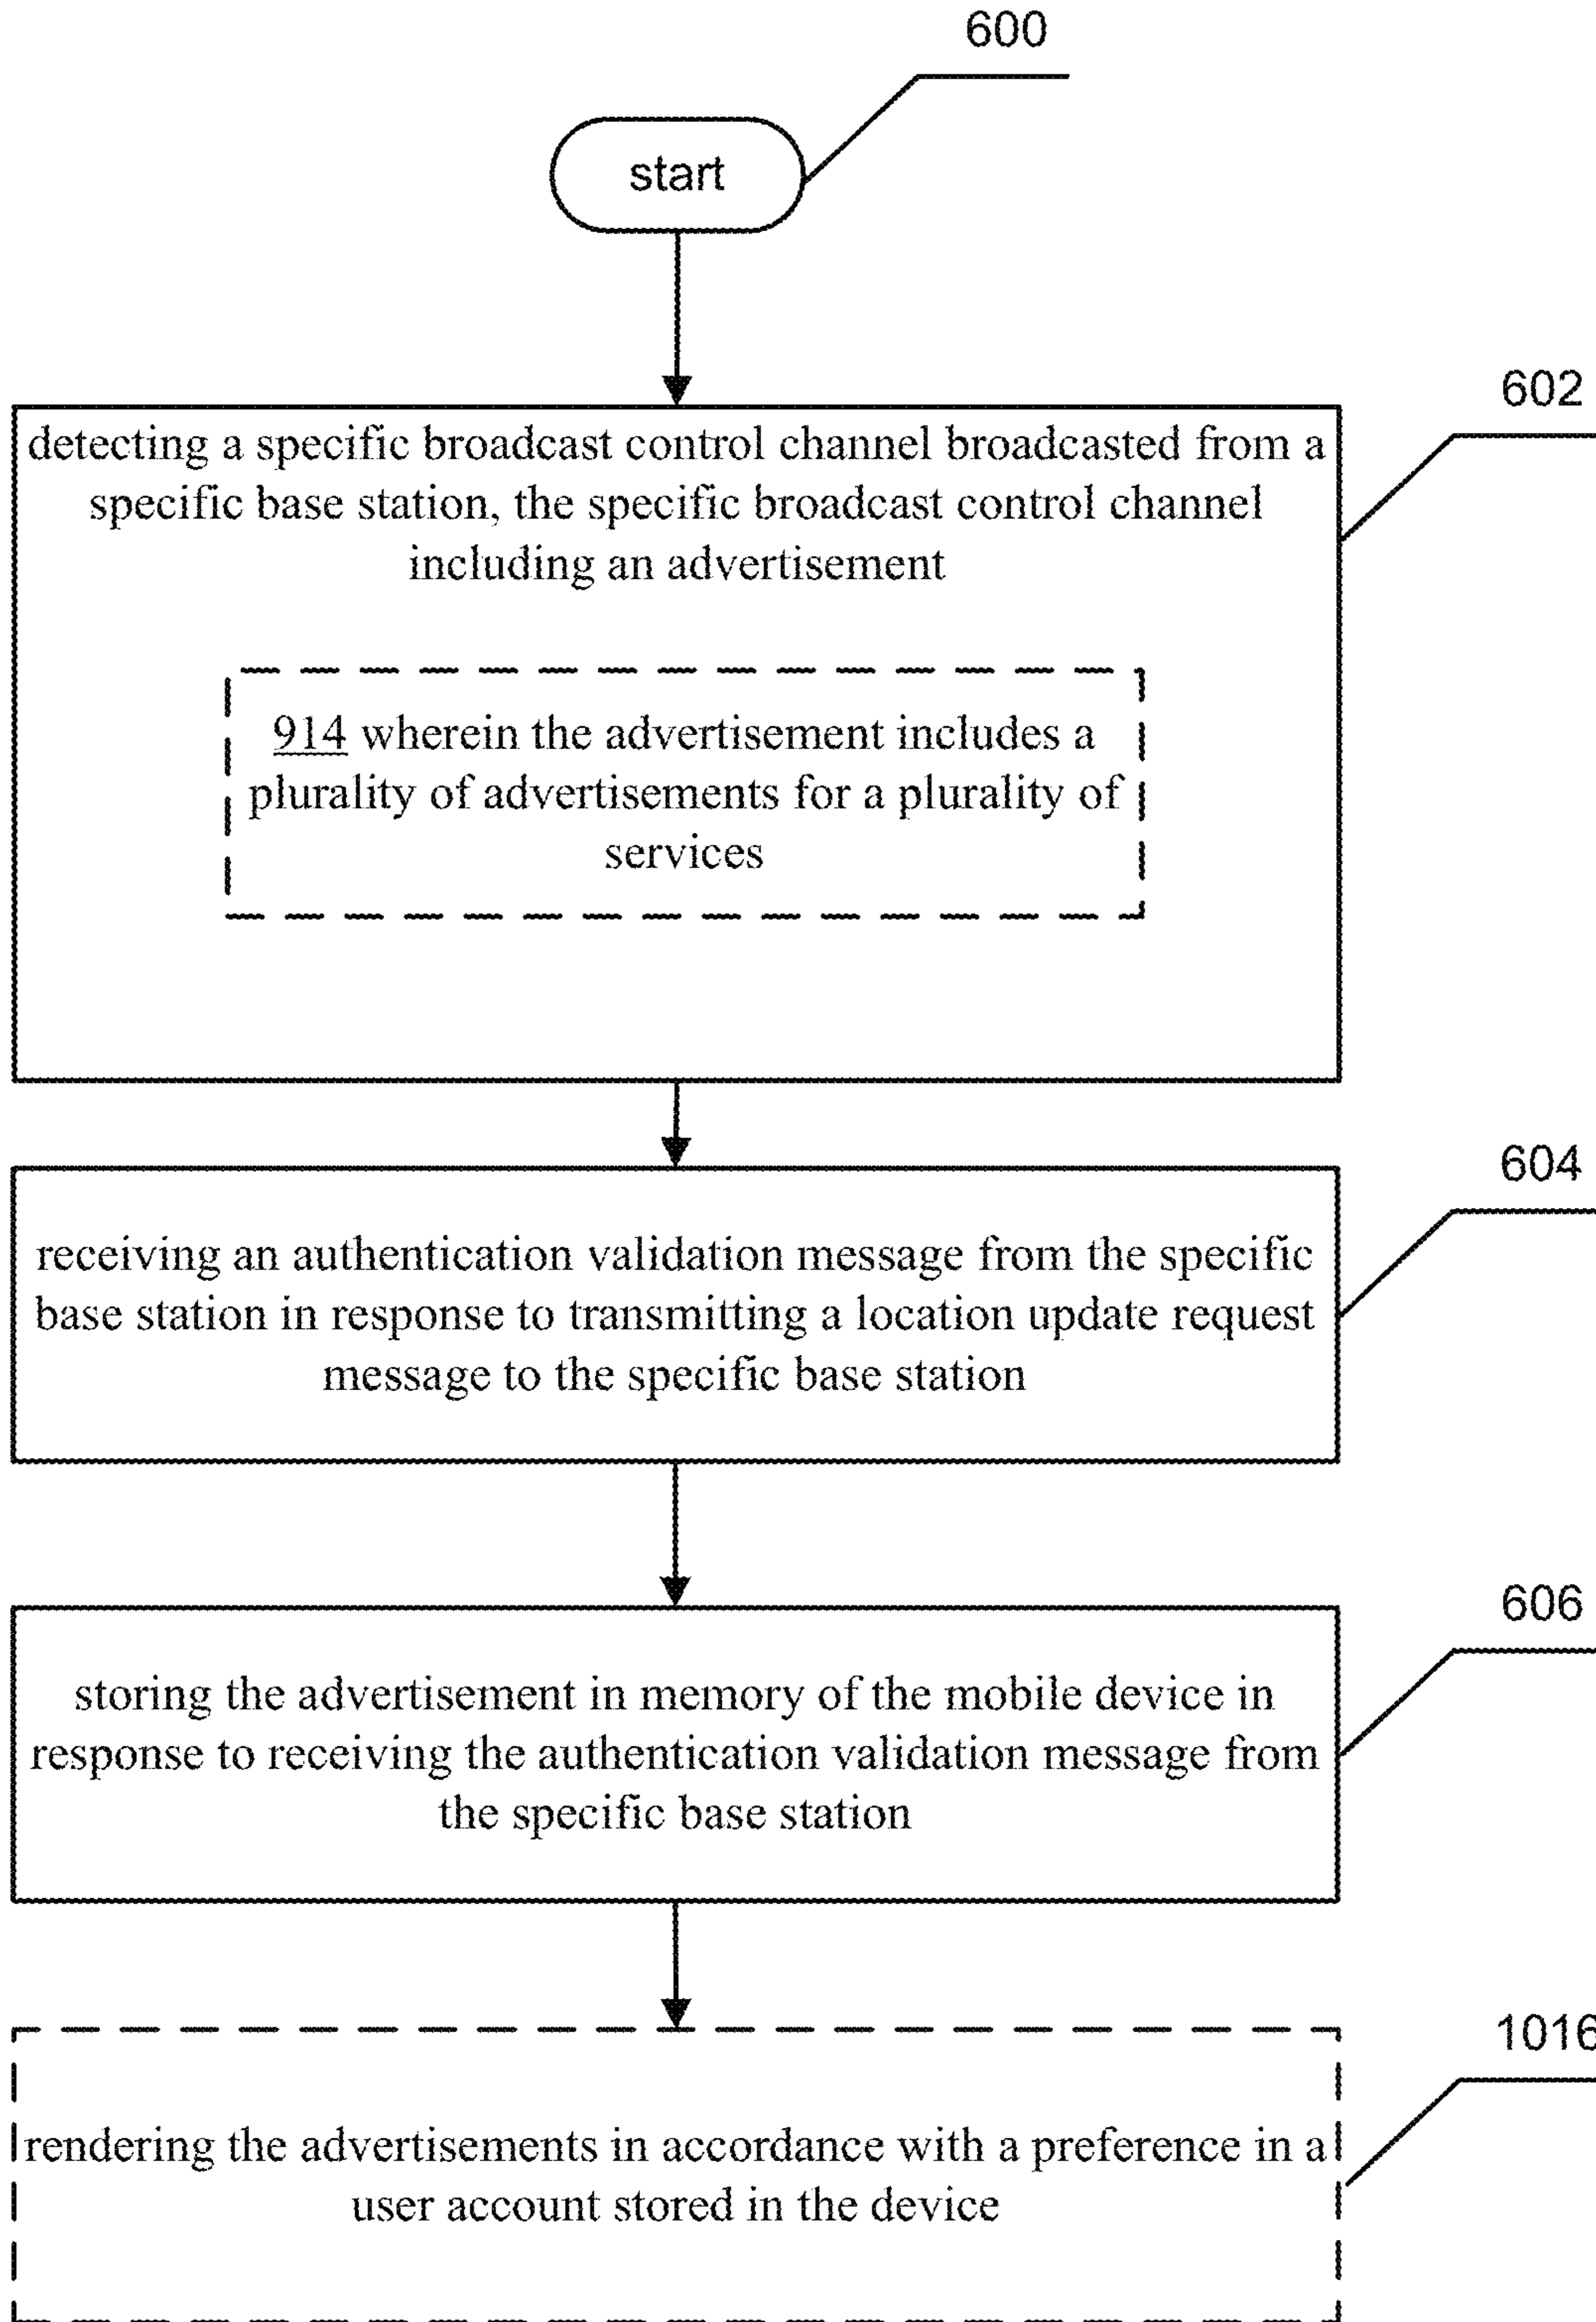 600
start
602
detecting a specific broadcast control channel broadcasted from a
specific base station, the specific broadcast control channel
including an advertisement
914 wherein the advertisement includes a
plurality of advertisements for a plurality of
services
604
receiving an authentication validation message from the specific
base station in response to transmitting a location update request
message to the specific base station
606
storing the advertisement in memory of the mobile device in
response to receiving the authentication validation message from
the specific base station
1016
rendering the advertisements in accordance with a preference in a
user account stored in the device